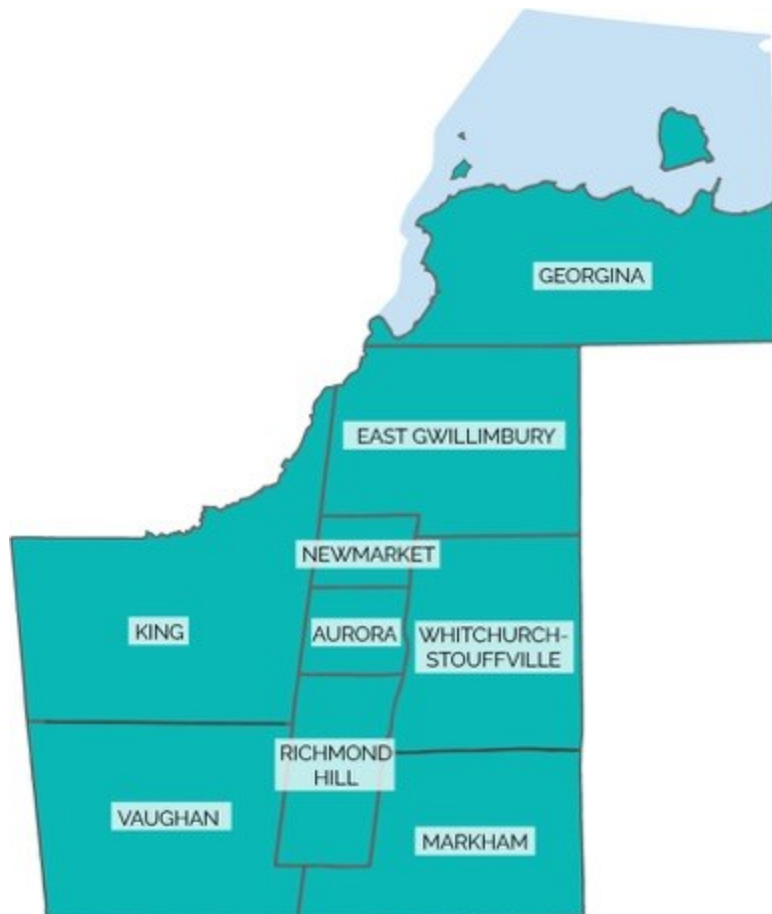 GEORGINA
EAST GWILLIMBURY
NEWMARKET
KING
AURORA
WHITCHURCH-
STOUFFVILLE
RICHMOND
HILL
VAUGHAN
MARKHAM